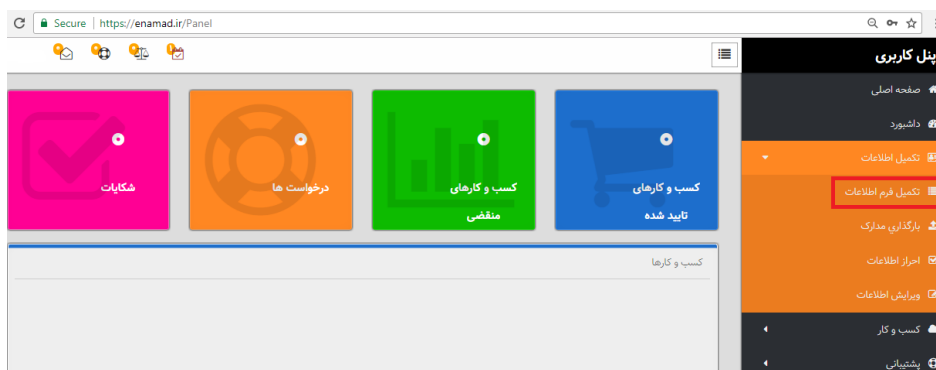 Secure | https://enamad.ir/Panel
پنل کاربری
صفحه اصلی
داشبورد
تکمیل اطلاعات
تکمیل فرم اطلاعات
بارگذاري مدارک
احراز اطلاعات
ویرایش اطلاعات
کسب و کار
پشتیبانی
کسب و کارهای
تایید شده
کسب و کارهای
منقضی
درخواست ها
شکایات
کسب و کارها